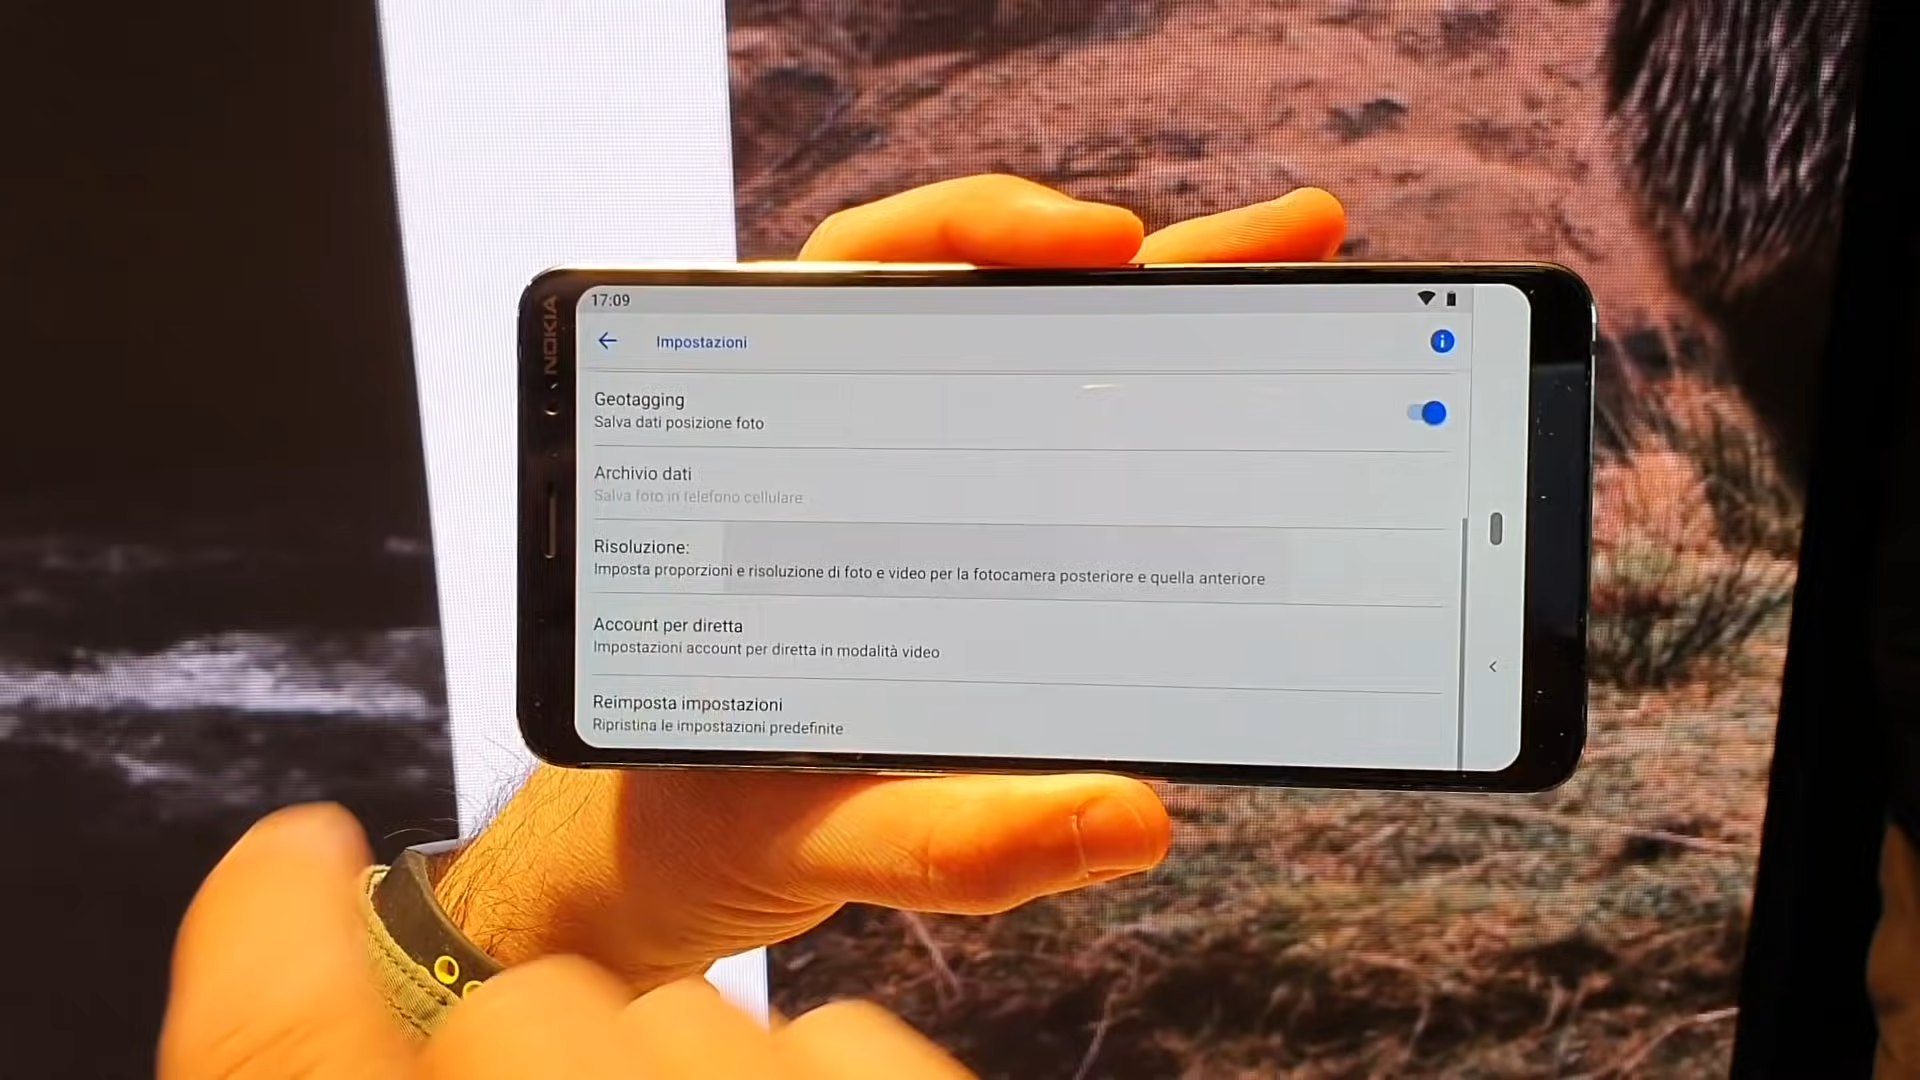 NOKIA
17:09
Impostazioni
Geotagging
Salva dati posizione foto
Archivio dati
Salva foto in telefono cellulare
Risoluzione:
Imposta proporzioni e risoluzione di foto e video per la fotocamera posteriore e quella anteriore
Account per diretta
Impostazioni account per diretta in modalità video
Reimposta impostazioni
Ripristina le impostazioni predefinite